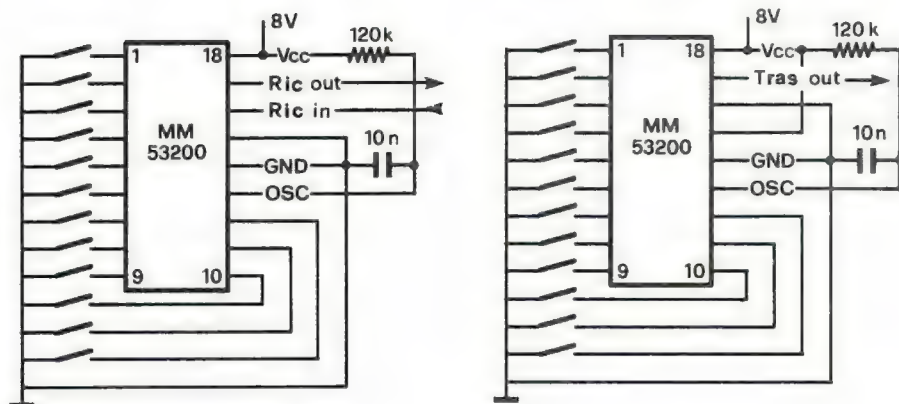 8V
1 18 Vcc 120k
Ric out
Ric in
MM
53200
10n
GND
OSC
9 10
8V
1 18 Vcc 120k
Tras out
MM
53200
10n
GND
OSC
9 10